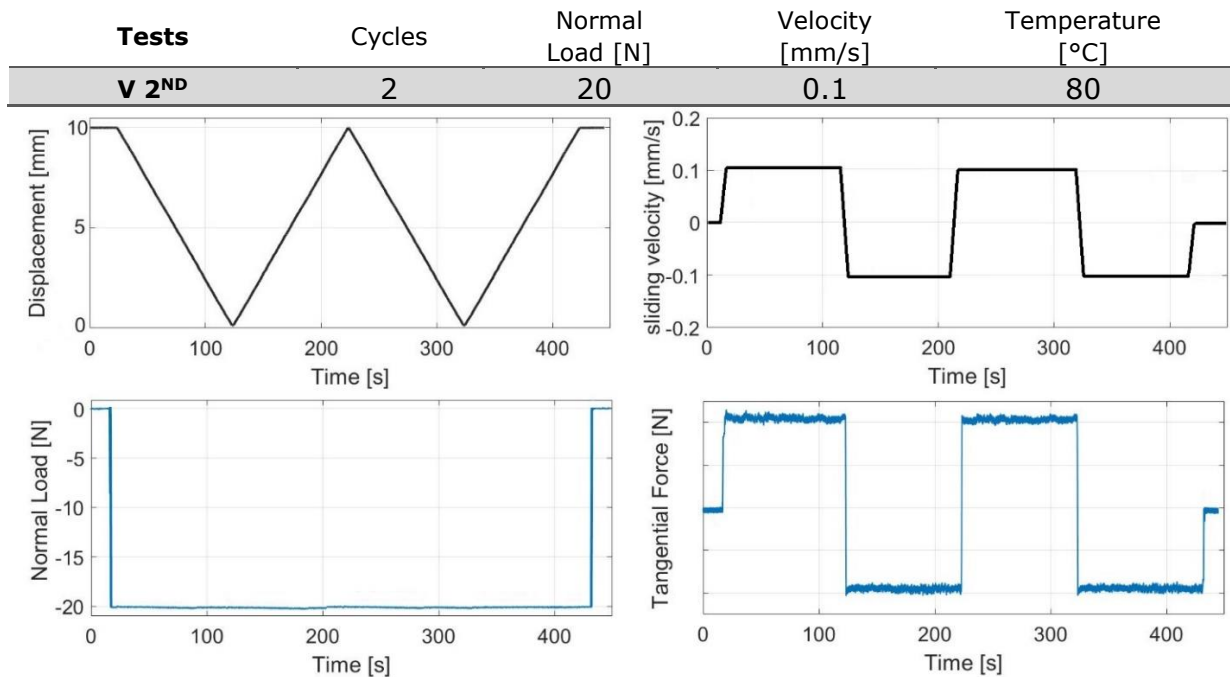 Tests Cycles Normal Load [N] Velocity [mm/s] Temperature [°C]
V 2ND 2 20 0.1 80
Displacement [mm]
10
5
0
0 100 200 300 400
Time [s]
sliding velocity [mm/s]
0.2
0.1
0
-0.1
-0.2
0 100 200 300 400
Time [s]
Normal Load [N]
0
-5
-10
-15
-20
0 100 200 300 400
Time [s]
Tangential Force [N]
0 100 200 300 400
Time [s]